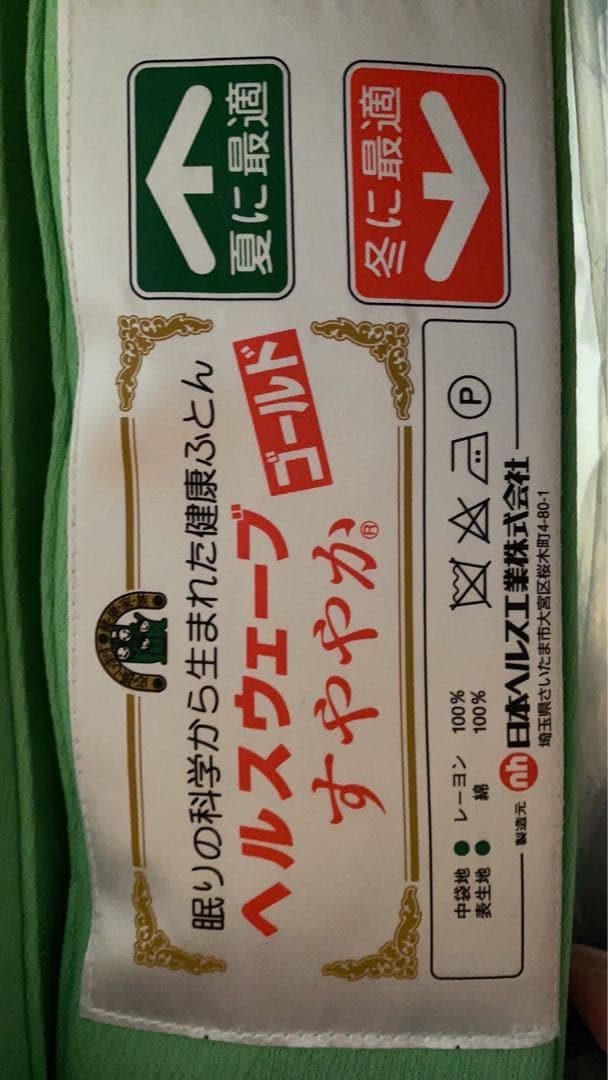 眠りの科学から生まれた健康ふとん
ヘルスウェーブ
ゴールド
すややか®
夏に最適
冬に最適
中袋地 ● レーヨン 100%
表生地 ● 綿 100%
P
製造元 nh 日本ヘルス工業株式会社
埼玉県さいたま市大宮区桜木町4-80-1